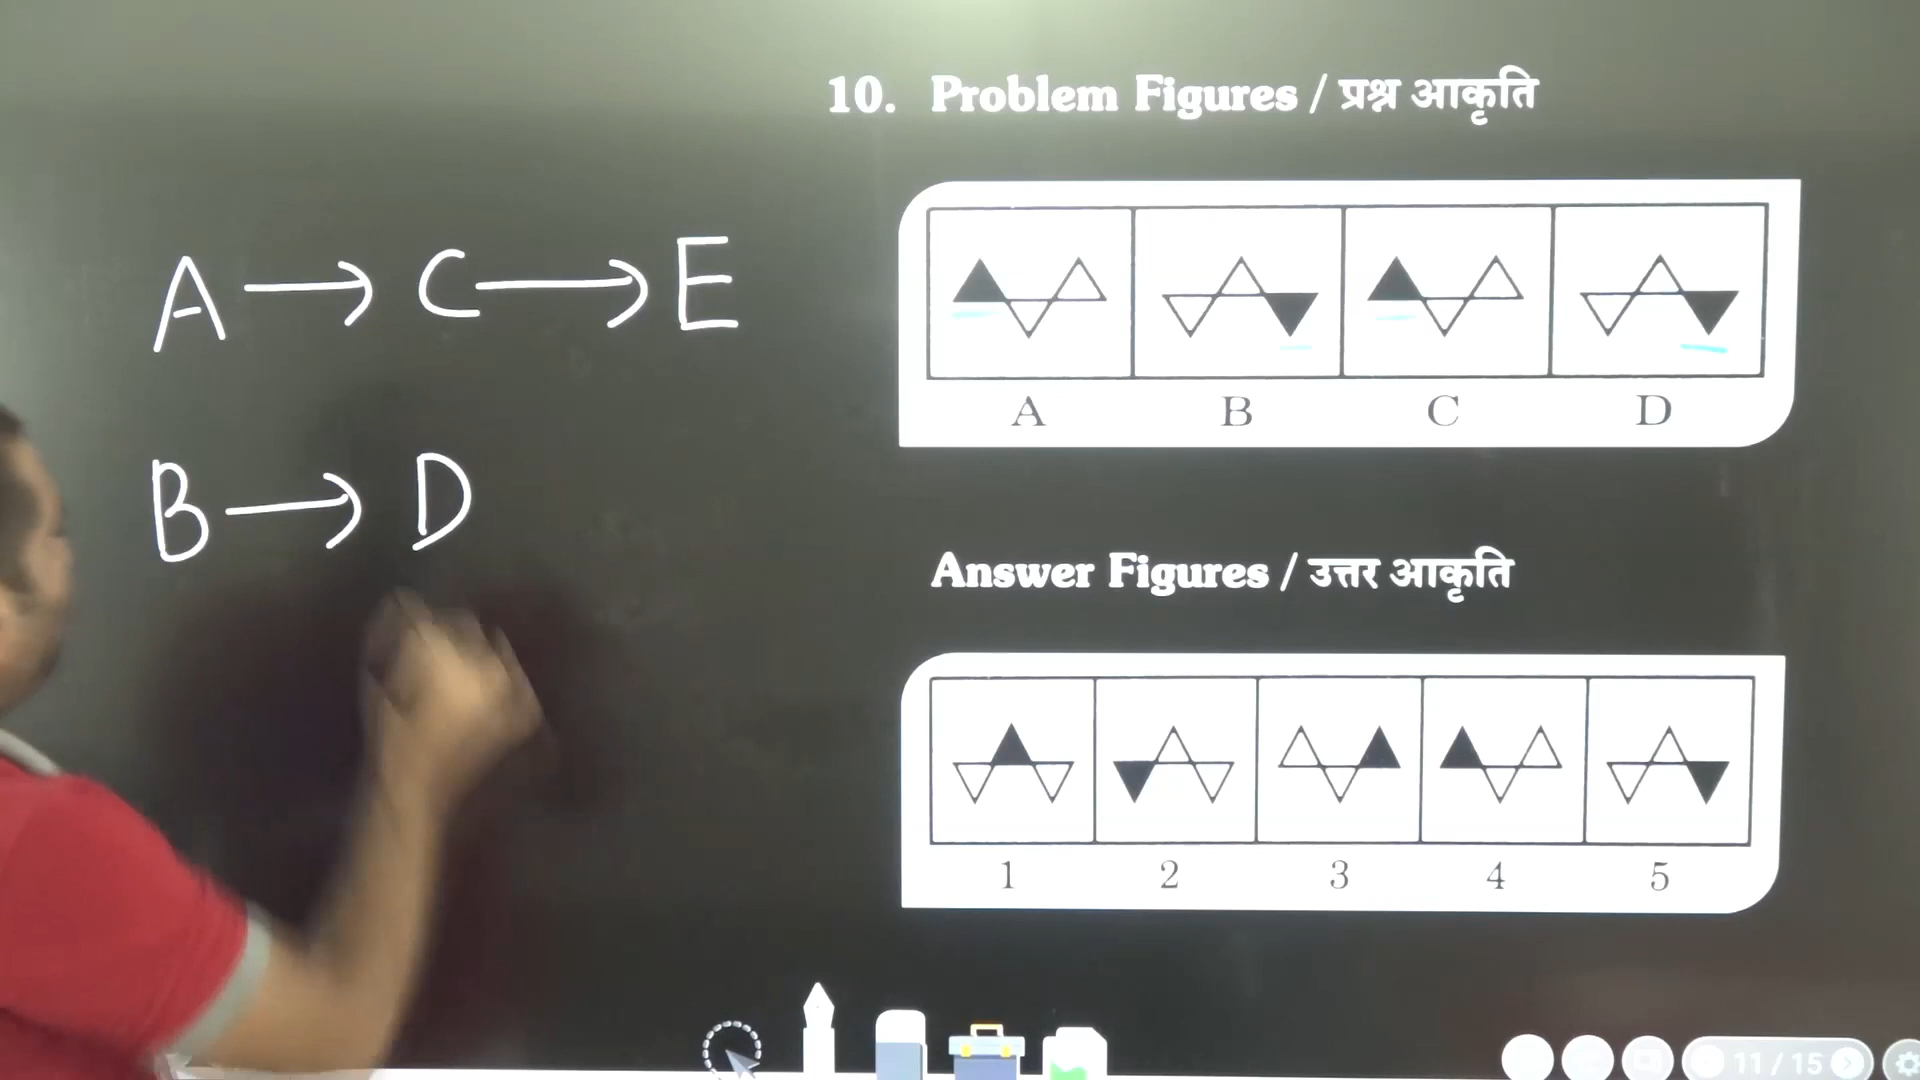 10. Problem Figures / प्रश्न आकृति
A → C → E
A B C D
B → D
Answer Figures / उत्तर आकृति
1 2 3 4 5
11 / 15